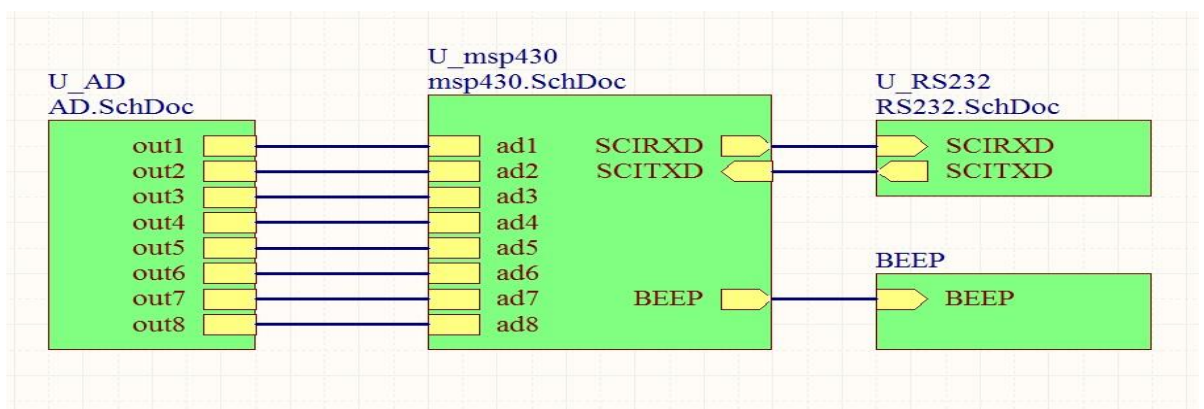 U_AD
AD.SchDoc
out1
out2
out3
out4
out5
out6
out7
out8
U_msp430
msp430.SchDoc
ad1 SCIRXD
ad2 SCITXD
ad3
ad4
ad5
ad6
ad7 BEEP
ad8
U_RS232
RS232.SchDoc
SCIRXD
SCITXD
BEEP
BEEP